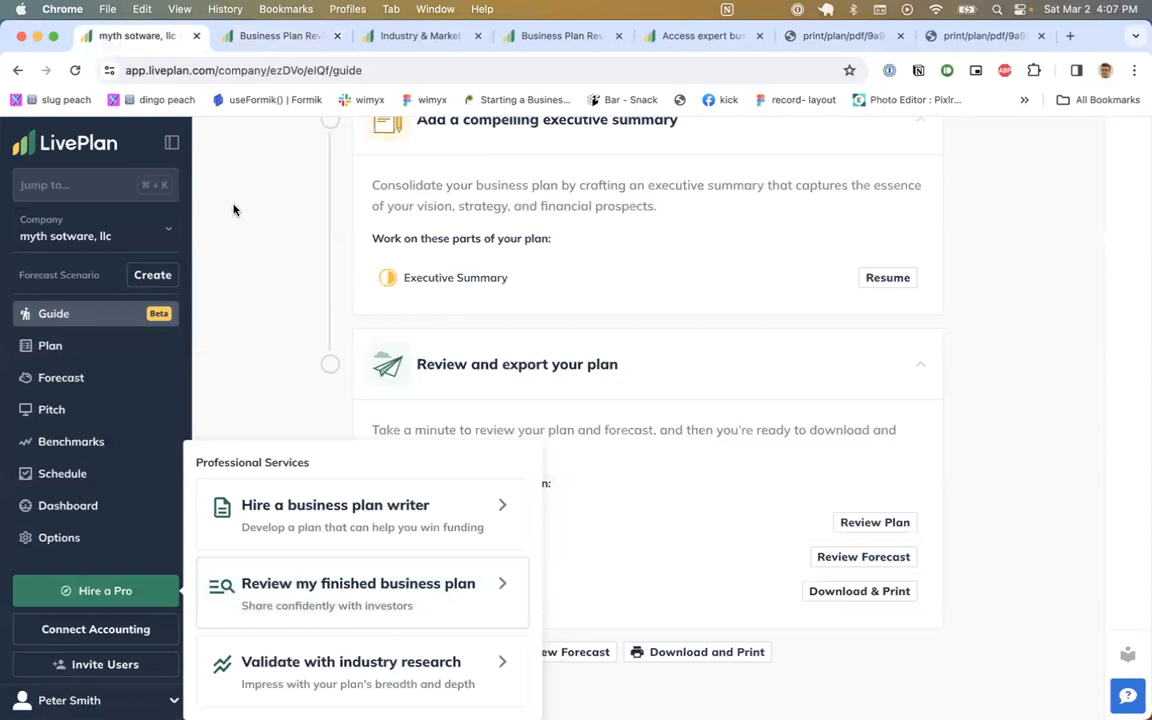 Chrome File Edit View History Bookmarks Profiles Tab Window Help Sat Mar 2 4:07 PM
myth sotware, llc
Business Plan Rev
Industry & Market
Business Plan Rev
Access expert bus
print/plan/pdf/9a9
print/plan/pdf/9a9
app.liveplan.com/company/ezDVo/eIQf/guide
slug peach
dingo peach
useFormik() | Formik
wimyx
wimyx
Starting a Busines...
Bar - Snack
kick
record- layout
Photo Editor : Pixlr...
All Bookmarks
LivePlan
Jump to... ⌘ + K
Company
myth sotware, llc
Forecast Scenario Create
Guide Beta
Plan
Forecast
Pitch
Benchmarks
Schedule
Dashboard
Options
Hire a Pro
Connect Accounting
Invite Users
Peter Smith
Add a compelling executive summary
Consolidate your business plan by crafting an executive summary that captures the essence
of your vision, strategy, and financial prospects.
Work on these parts of your plan:
Executive Summary Resume
Review and export your plan
Take a minute to review your plan and forecast, and then you're ready to download and
n:
Review Plan
Review Forecast
Download & Print
ew Forecast Download and Print
Professional Services
Hire a business plan writer
Develop a plan that can help you win funding
Review my finished business plan
Share confidently with investors
Validate with industry research
Impress with your plan's breadth and depth